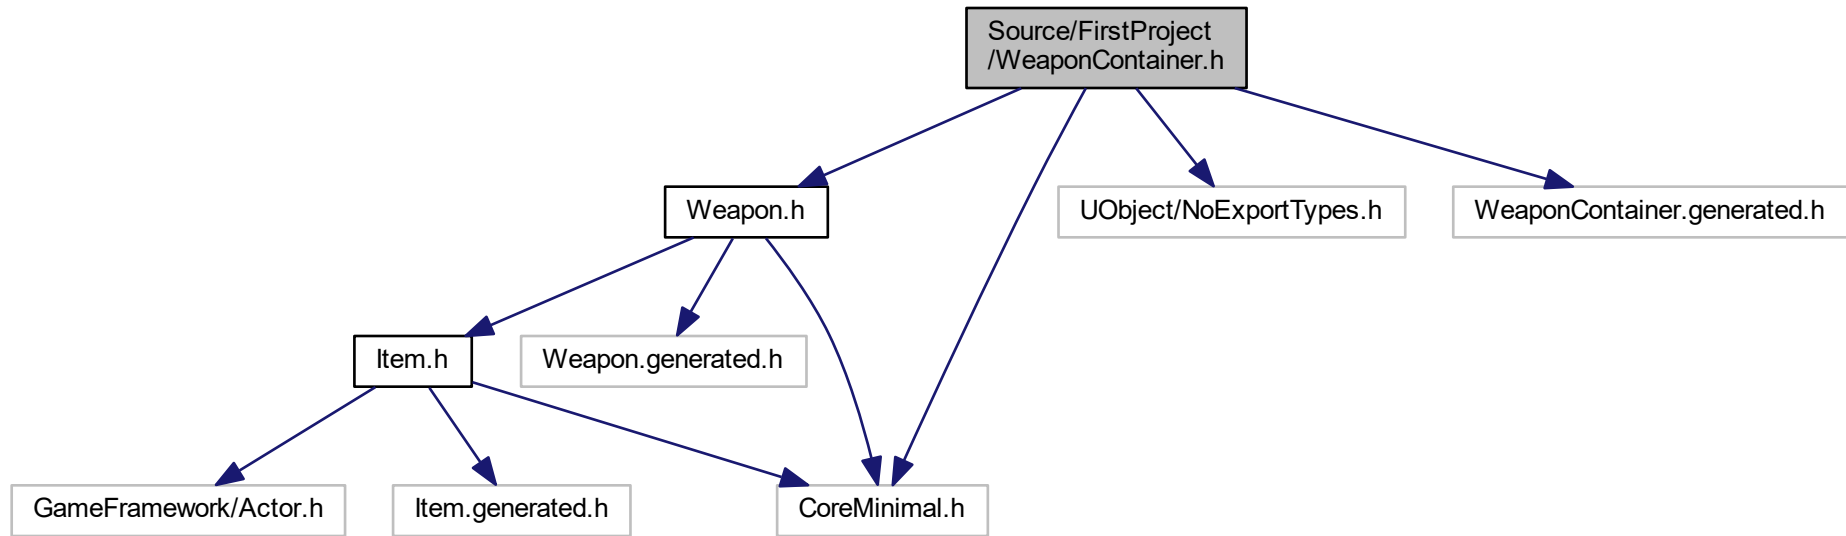 Source/FirstProject
/WeaponContainer.h
Weapon.h
UObject/NoExportTypes.h
WeaponContainer.generated.h
Item.h
Weapon.generated.h
GameFramework/Actor.h
Item.generated.h
CoreMinimal.h